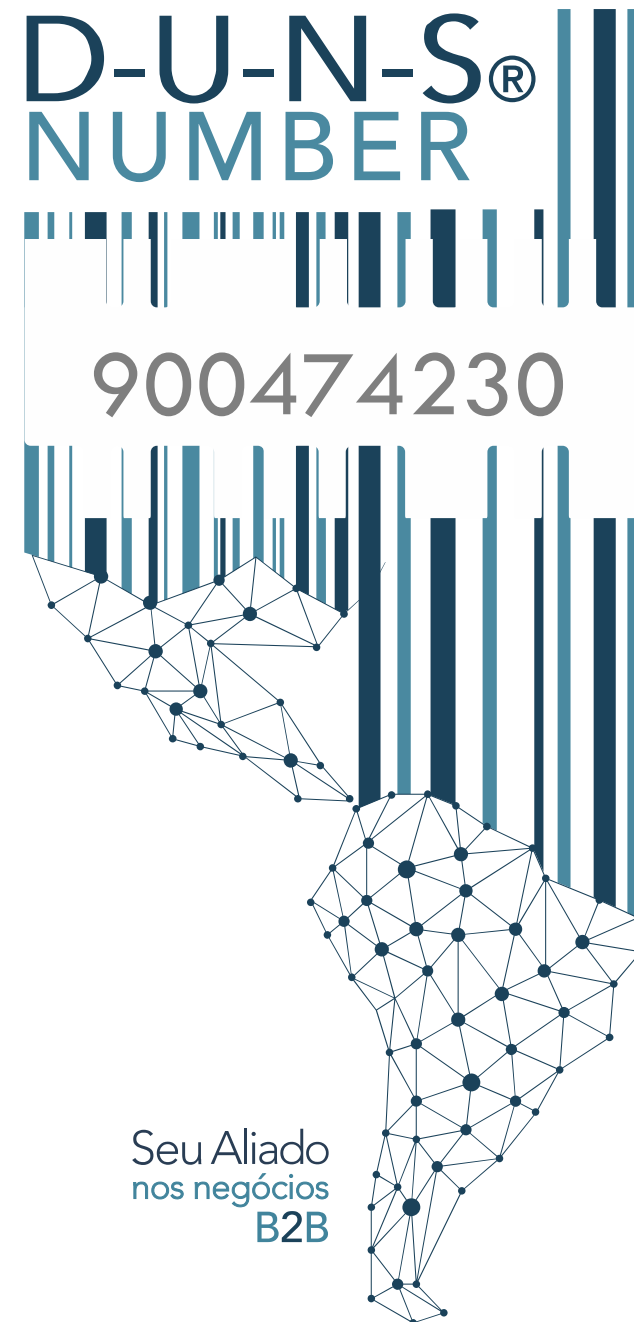 D-U-N-S®
NUMBER
900474230
Seu Aliado
nos negócios
B2B